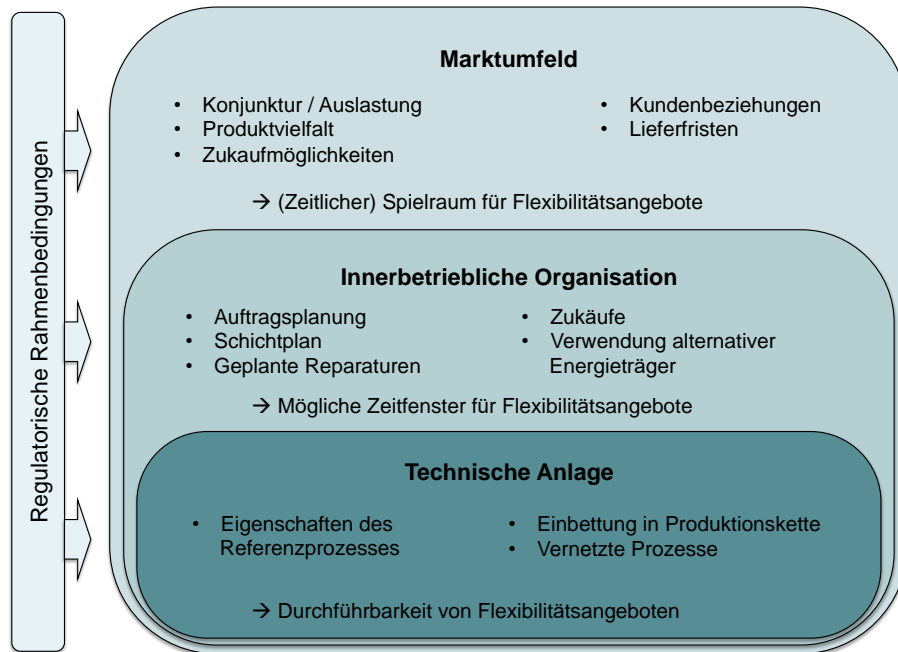 Regulatorische Rahmenbedingungen
Marktumfeld
• Konjunktur / Auslastung
• Produktvielfalt
• Zukaufmöglichkeiten
• Kundenbeziehungen
• Lieferfristen
→ (Zeitlicher) Spielraum für Flexibilitätsangebote
Innerbetriebliche Organisation
• Auftragsplanung
• Schichtplan
• Geplante Reparaturen
• Zukäufe
• Verwendung alternativer
Energieträger
→ Mögliche Zeitfenster für Flexibilitätsangebote
Technische Anlage
• Eigenschaften des
Referenzprozesses
• Einbettung in Produktionskette
• Vernetzte Prozesse
→ Durchführbarkeit von Flexibilitätsangeboten